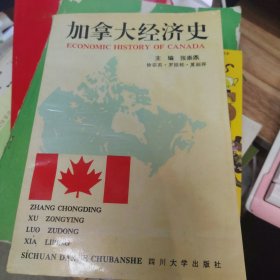 加拿大经济史
ECONOMIC HISTORY OF CANADA
主 编 张崇鼎
ZHANG CHONGDING
XU ZONGYING
LUO ZUDONG
XIA LIPING
SICHUAN DAXUE CHUBANSHE 四川大学出版社